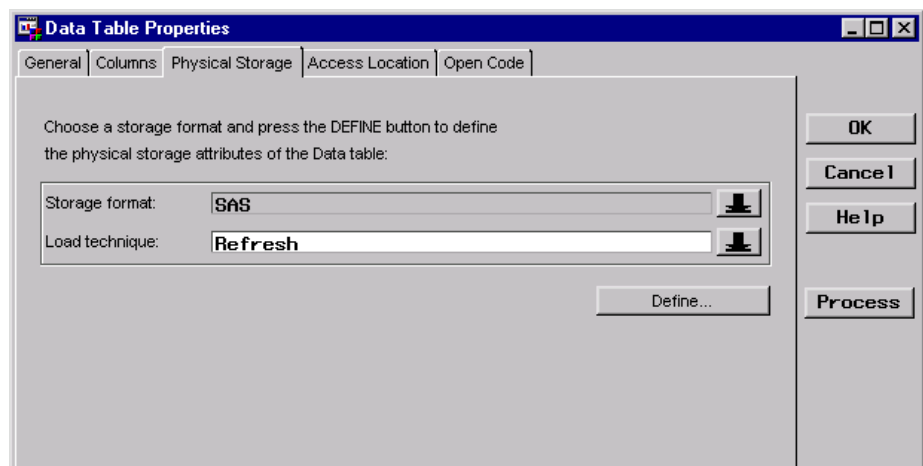 Data Table Properties
General Columns Physical Storage Access Location Open Code
Choose a storage format and press the DEFINE button to define
the physical storage attributes of the Data table:
Storage format: SAS
Load technique: Refresh
Define...
OK
Cancel
Help
Process